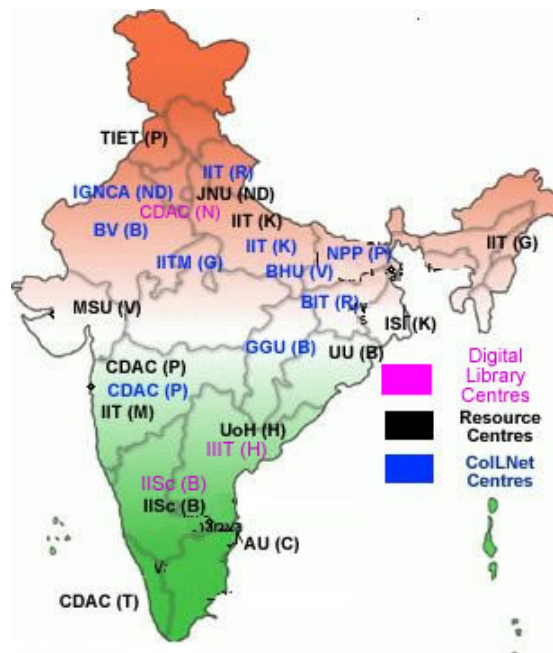 TIET (P)
IIT (R)
IGNCA (ND)
JNU (ND)
CDAC (N)
IIT (K)
BV (B)
IIT (K)
NPP (P)
IIT (G)
IITM (G)
BHU (V)
MSU (V)
BIT (R)
ISI (K)
GGU (B)
UU (B)
CDAC (P)
CDAC (P)
IIT (M)
Digital
Library
Centres
Resource
Centres
CoILNet
Centres
UoH (H)
IIIT (H)
IISc (B)
IISc (B)
AU (C)
CDAC (T)